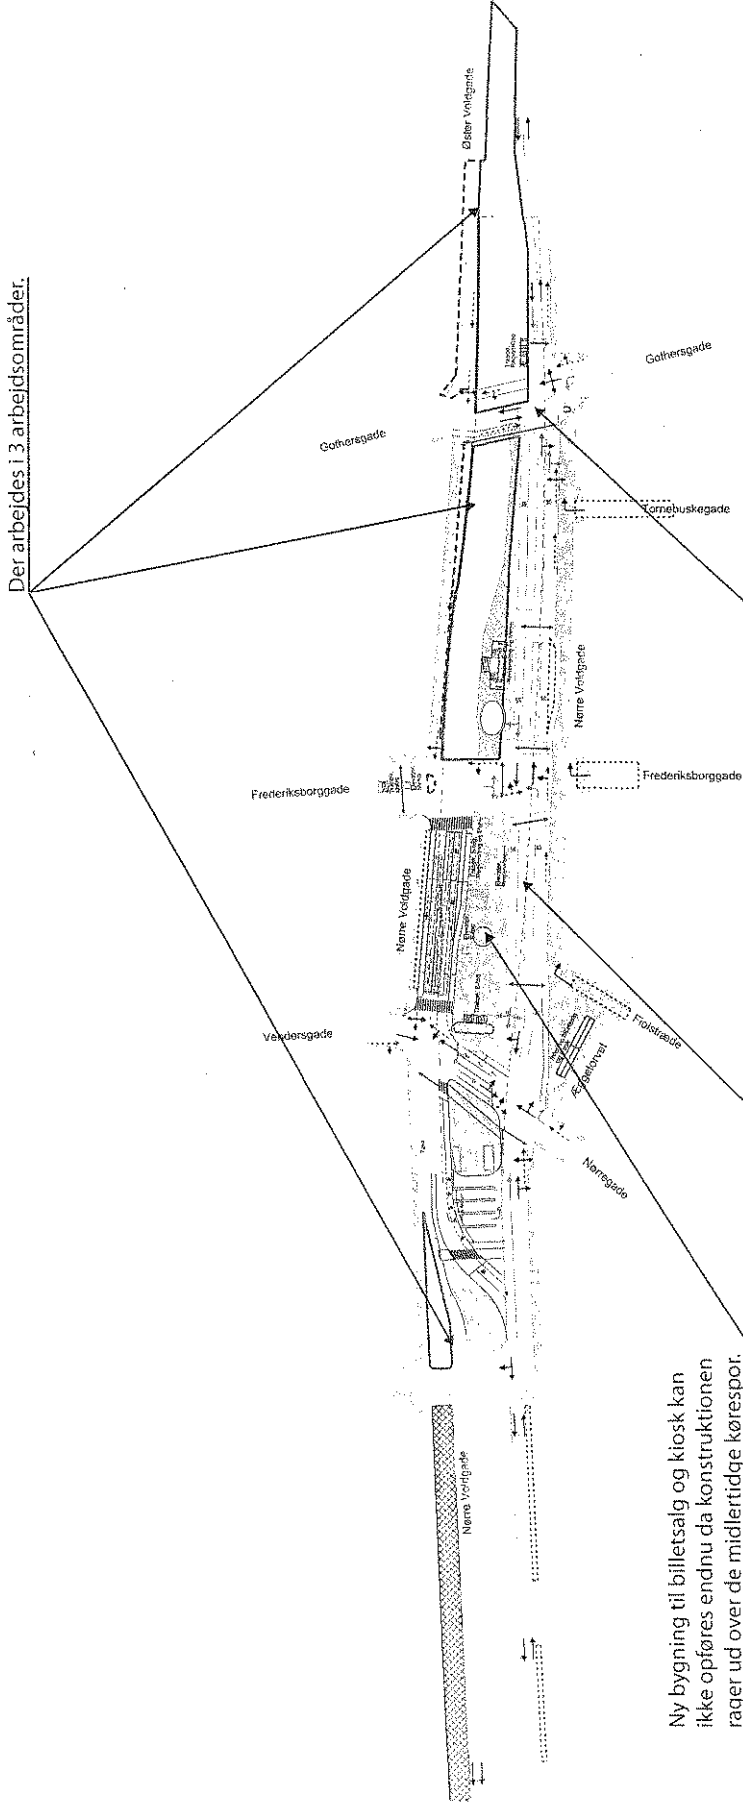 Der arbejdes i 3 arbejdsområder.
Øster Voldgade
Gothersgade
Gothersgade
Tornebuskegade
Nørre Voldgade
Frederiksborggade
Frederiksborggade
Nørre Voldgade
Vendersgade
Fiolstræde
Nørregade
Nørre Voldgade
Ny bygning til billetsalg og kiosk kan
ikke opføres endnu da konstruktionen
rager ud over de midlertidge kørespor.